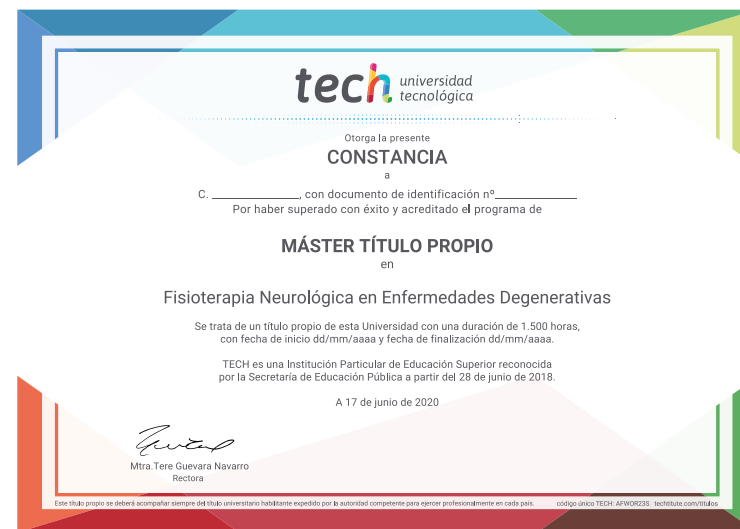 tech universidad
tecnológica
Otorga la presente
CONSTANCIA
a
C. ________________, con documento de identificación nº______________
Por haber superado con éxito y acreditado el programa de
MÁSTER TÍTULO PROPIO
en
Fisioterapia Neurológica en Enfermedades Degenerativas
Se trata de un título propio de esta Universidad con una duración de 1.500 horas,
con fecha de inicio dd/mm/aaaa y fecha de finalización dd/mm/aaaa.
TECH es una Institución Particular de Educación Superior reconocida
por la Secretaría de Educación Pública a partir del 28 de junio de 2018.
A 17 de junio de 2020
Mtra.Tere Guevara Navarro
Rectora
Este título propio se deberá acompañar siempre del título universitario habilitante expedido por la autoridad competente para ejercer profesionalmente en cada país. código único TECH: AFWOR23S techtitute.com/titulos